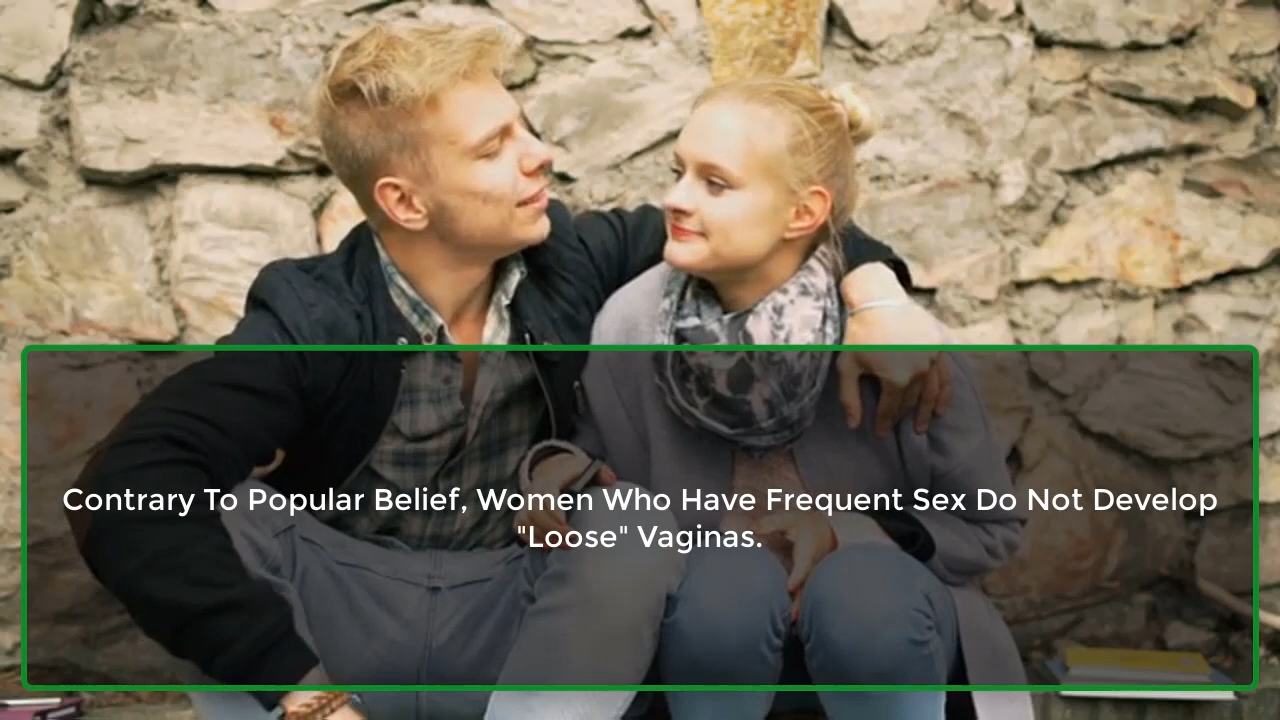 Contrary To Popular Belief, Women Who Have Frequent Sex Do Not Develop
"Loose" Vaginas.